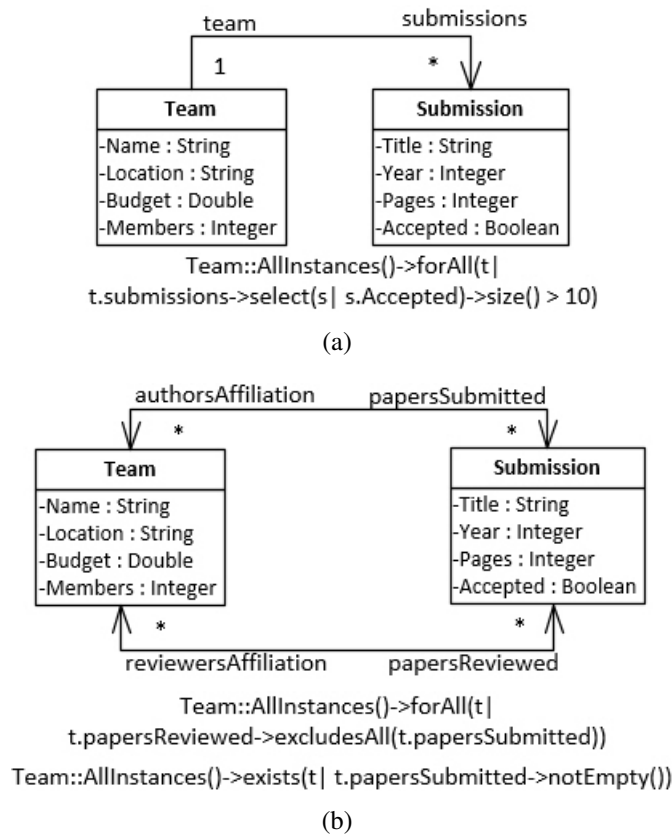 team submissions
1 *
Team Submission
-Name : String -Title : String
-Location : String -Year : Integer
-Budget : Double -Pages : Integer
-Members : Integer -Accepted : Boolean
Team::AllInstances()->forAll(t|
t.submissions->select(s| s.Accepted)->size() > 10)
(a)
authorsAffiliation papersSubmitted
* *
Team Submission
-Name : String -Title : String
-Location : String -Year : Integer
-Budget : Double -Pages : Integer
-Members : Integer -Accepted : Boolean
* *
reviewersAffiliation papersReviewed
Team::AllInstances()->forAll(t|
t.papersReviewed->excludesAll(t.papersSubmitted))
Team::AllInstances()->exists(t| t.papersSubmitted->notEmpty())
(b)